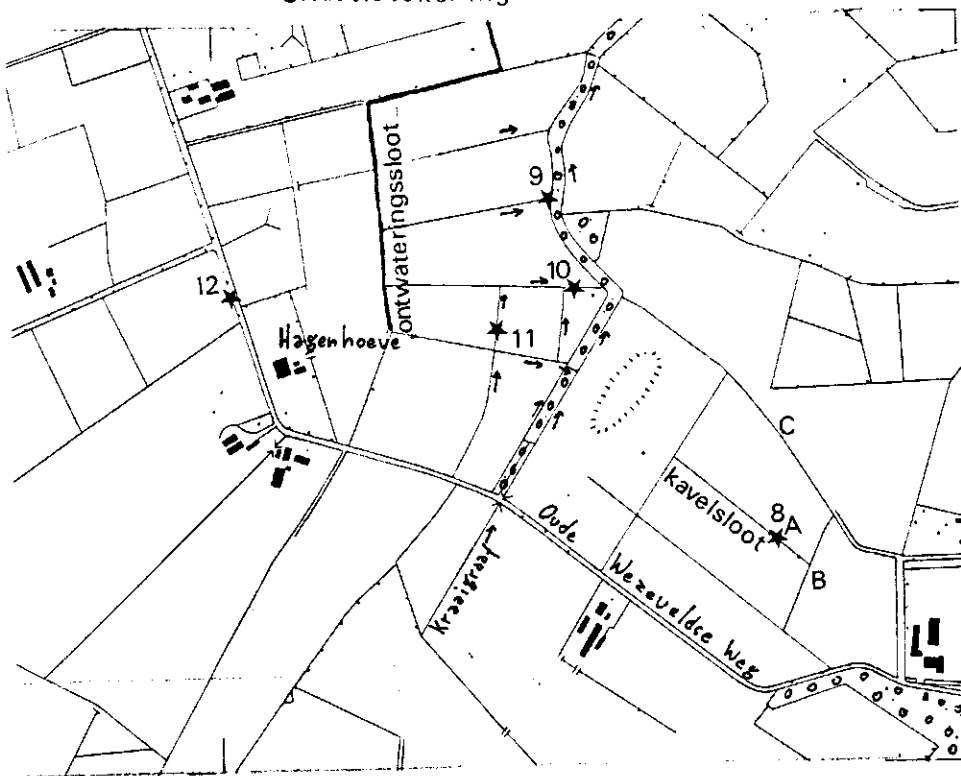 9
ontwateringssloot
10
12
11
Hagenhoeve
C
kavelsloot
8
A
Oude Wezeveldse Weg
B
Kraaigraaf